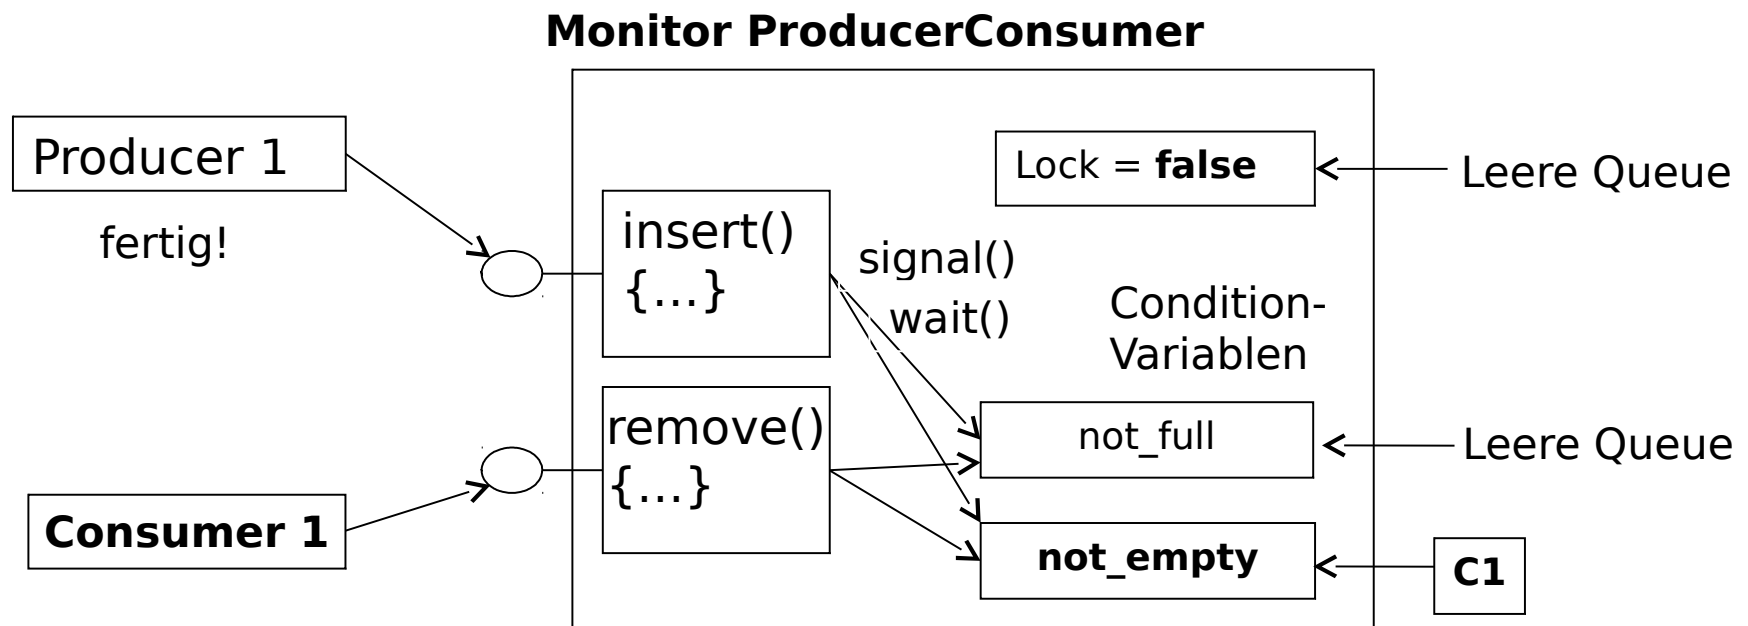 Monitor ProducerConsumer
Producer 1
fertig!
Lock = false
Leere Queue
insert()
{...}
signal()
wait()
Condition-
Variablen
remove()
{...}
not_full
Leere Queue
Consumer 1
not_empty
C1